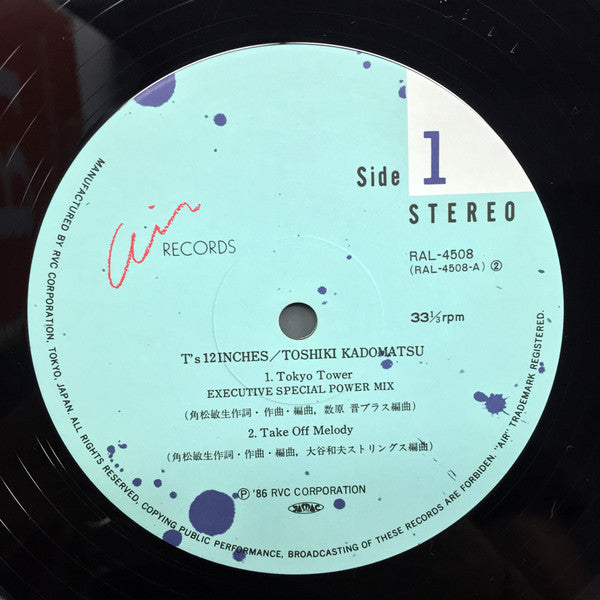 Side 1
STEREO
Air RECORDS
RAL-4508
(RAL-4508-A) ②
33⅓rpm
T's 12INCHES／TOSHIKI KADOMATSU
1. Tokyo Tower
EXECUTIVE SPECIAL POWER MIX
(角松敏生作詞・作曲・編曲, 数原 晋ブラス編曲)
2. Take Off Melody
(角松敏生作詞・作曲・編曲, 大谷和夫ストリングス編曲)
Ⓟ '86 RVC CORPORATION
JASRAC
MANUFACTURED BY RVC CORPORATION, TOKYO, JAPAN. ALL RIGHTS RESERVED, COPYING PUBLIC PERFORMANCE, BROADCASTING OF THESE RECORDS ARE FORBIDDEN. "AIR" TRADEMARK REGISTERED.